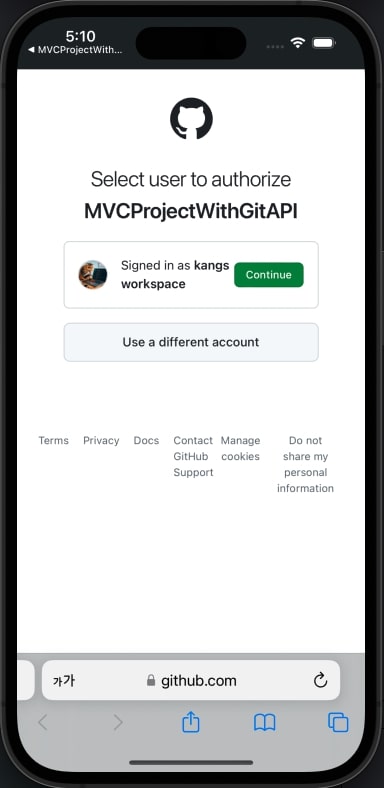 5:10
◀ MVCProjectWith...
Select user to authorize
MVCProjectWithGitAPI
Signed in as kangs
workspace
Continue
Use a different account
Terms
Privacy
Docs
Contact
GitHub
Support
Manage
cookies
Do not
share my
personal
information
가가
github.com